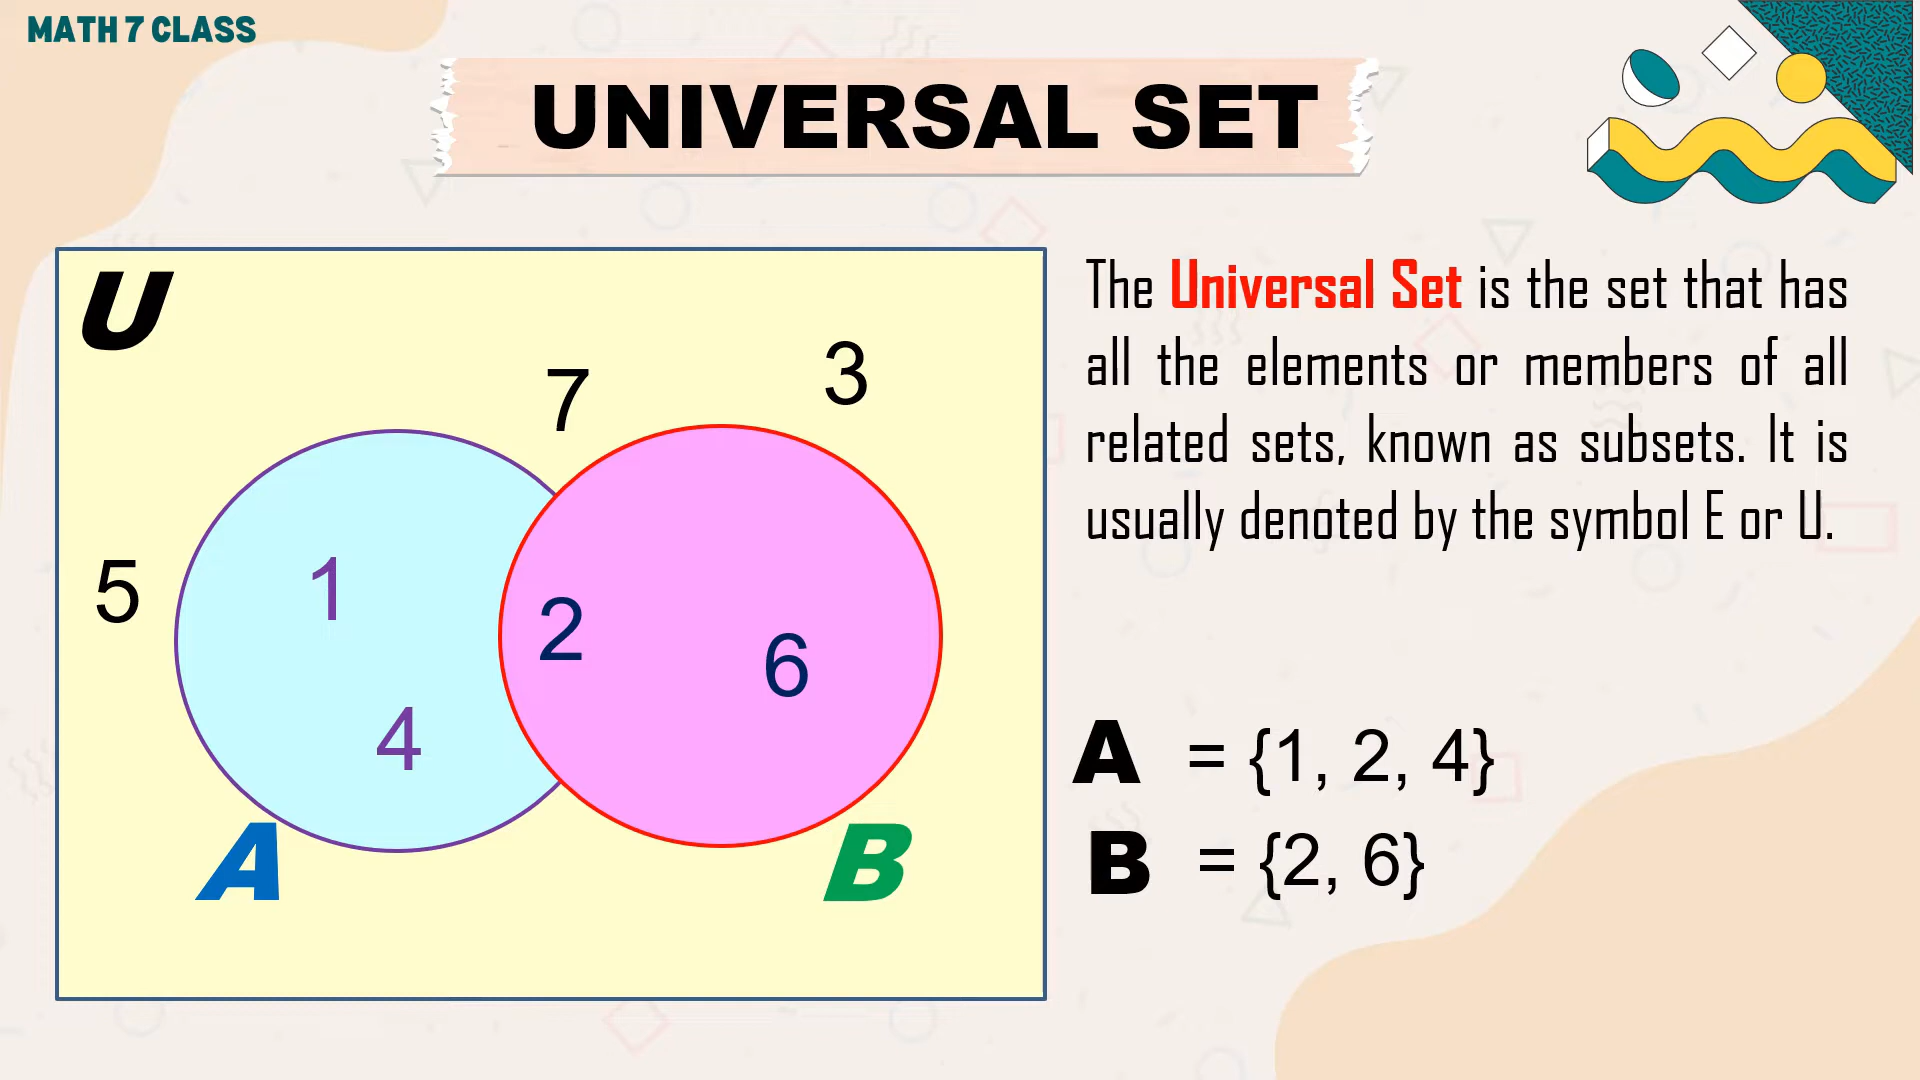 MATH 7 CLASS
UNIVERSAL SET
U
7
3
5
1
2
6
4
A
B
The Universal Set is the set that has
all the elements or members of all
related sets, known as subsets. It is
usually denoted by the symbol E or U.
A = {1, 2, 4}
B = {2, 6}